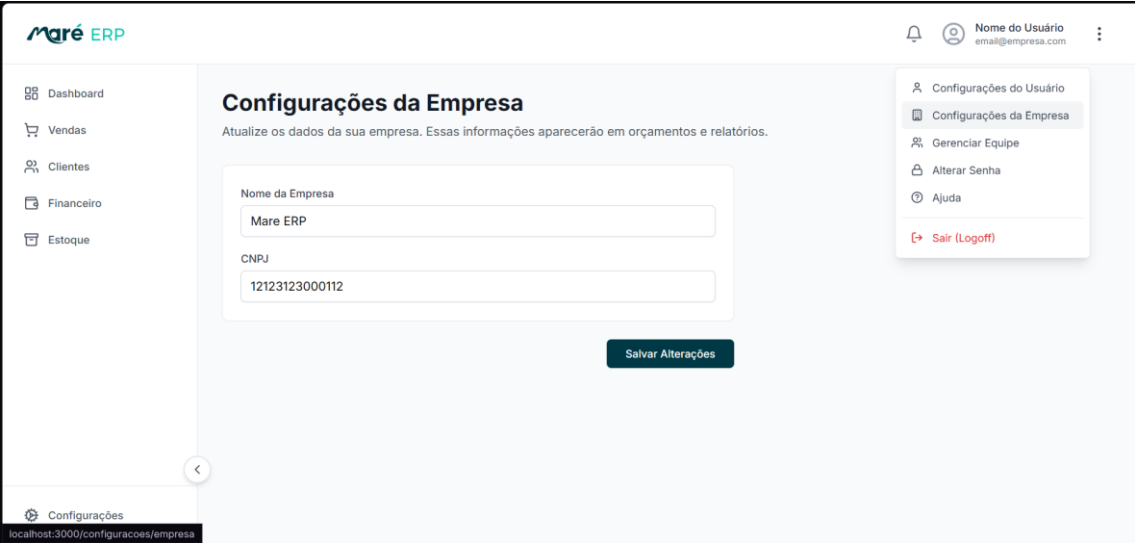 Maré ERP
Nome do Usuário
email@empresa.com
Dashboard
Vendas
Clientes
Financeiro
Estoque
Configurações
localhost:3000/configuracoes/empresa
Configurações da Empresa
Atualize os dados da sua empresa. Essas informações aparecerão em orçamentos e relatórios.
Nome da Empresa
Mare ERP
CNPJ
12123123000112
Salvar Alterações
Configurações do Usuário
Configurações da Empresa
Gerenciar Equipe
Alterar Senha
Ajuda
Sair (Logoff)